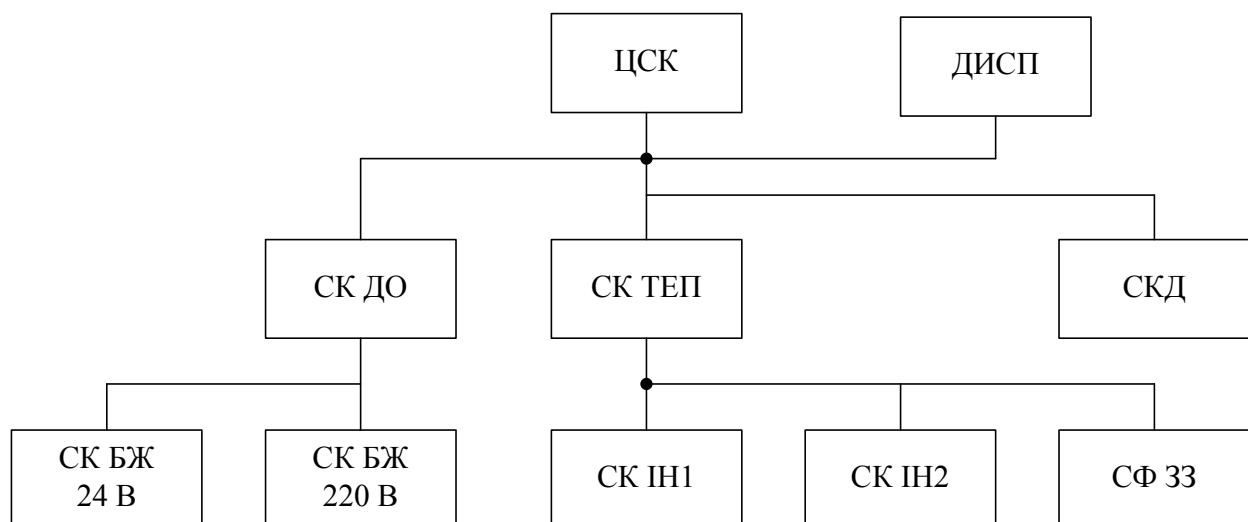 ЦСК
ДИСП
СК ДО
СК ТЕП
СКД
СК БЖ
24 В
СК БЖ
220 В
СК ІН1
СК ІН2
СФ ЗЗ